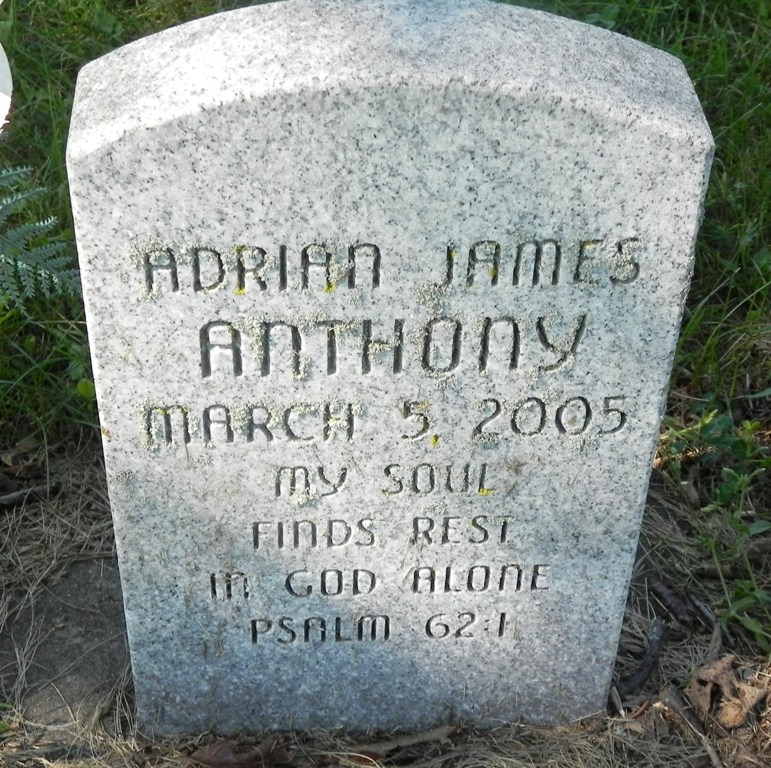 ADRIAN JAMES
ANTHONY
MARCH 5, 2005
MY SOUL
FINDS REST
IN GOD ALONE
PSALM 62:1